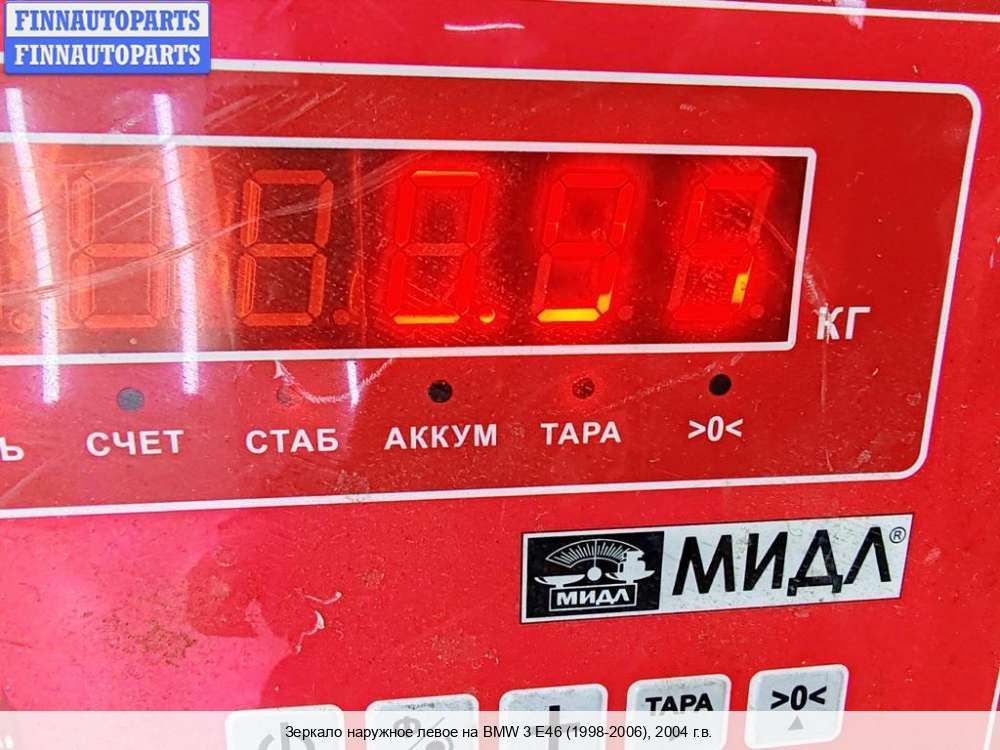 FINNAUTOPARTS
FINNAUTOPARTS
КГ
Ь СЧЕТ СТАБ АККУМ ТАРА >0<
МИДЛ МИДЛ®
ТАРА >0<
Зеркало наружное левое на BMW 3 E46 (1998-2006), 2004 г.в.